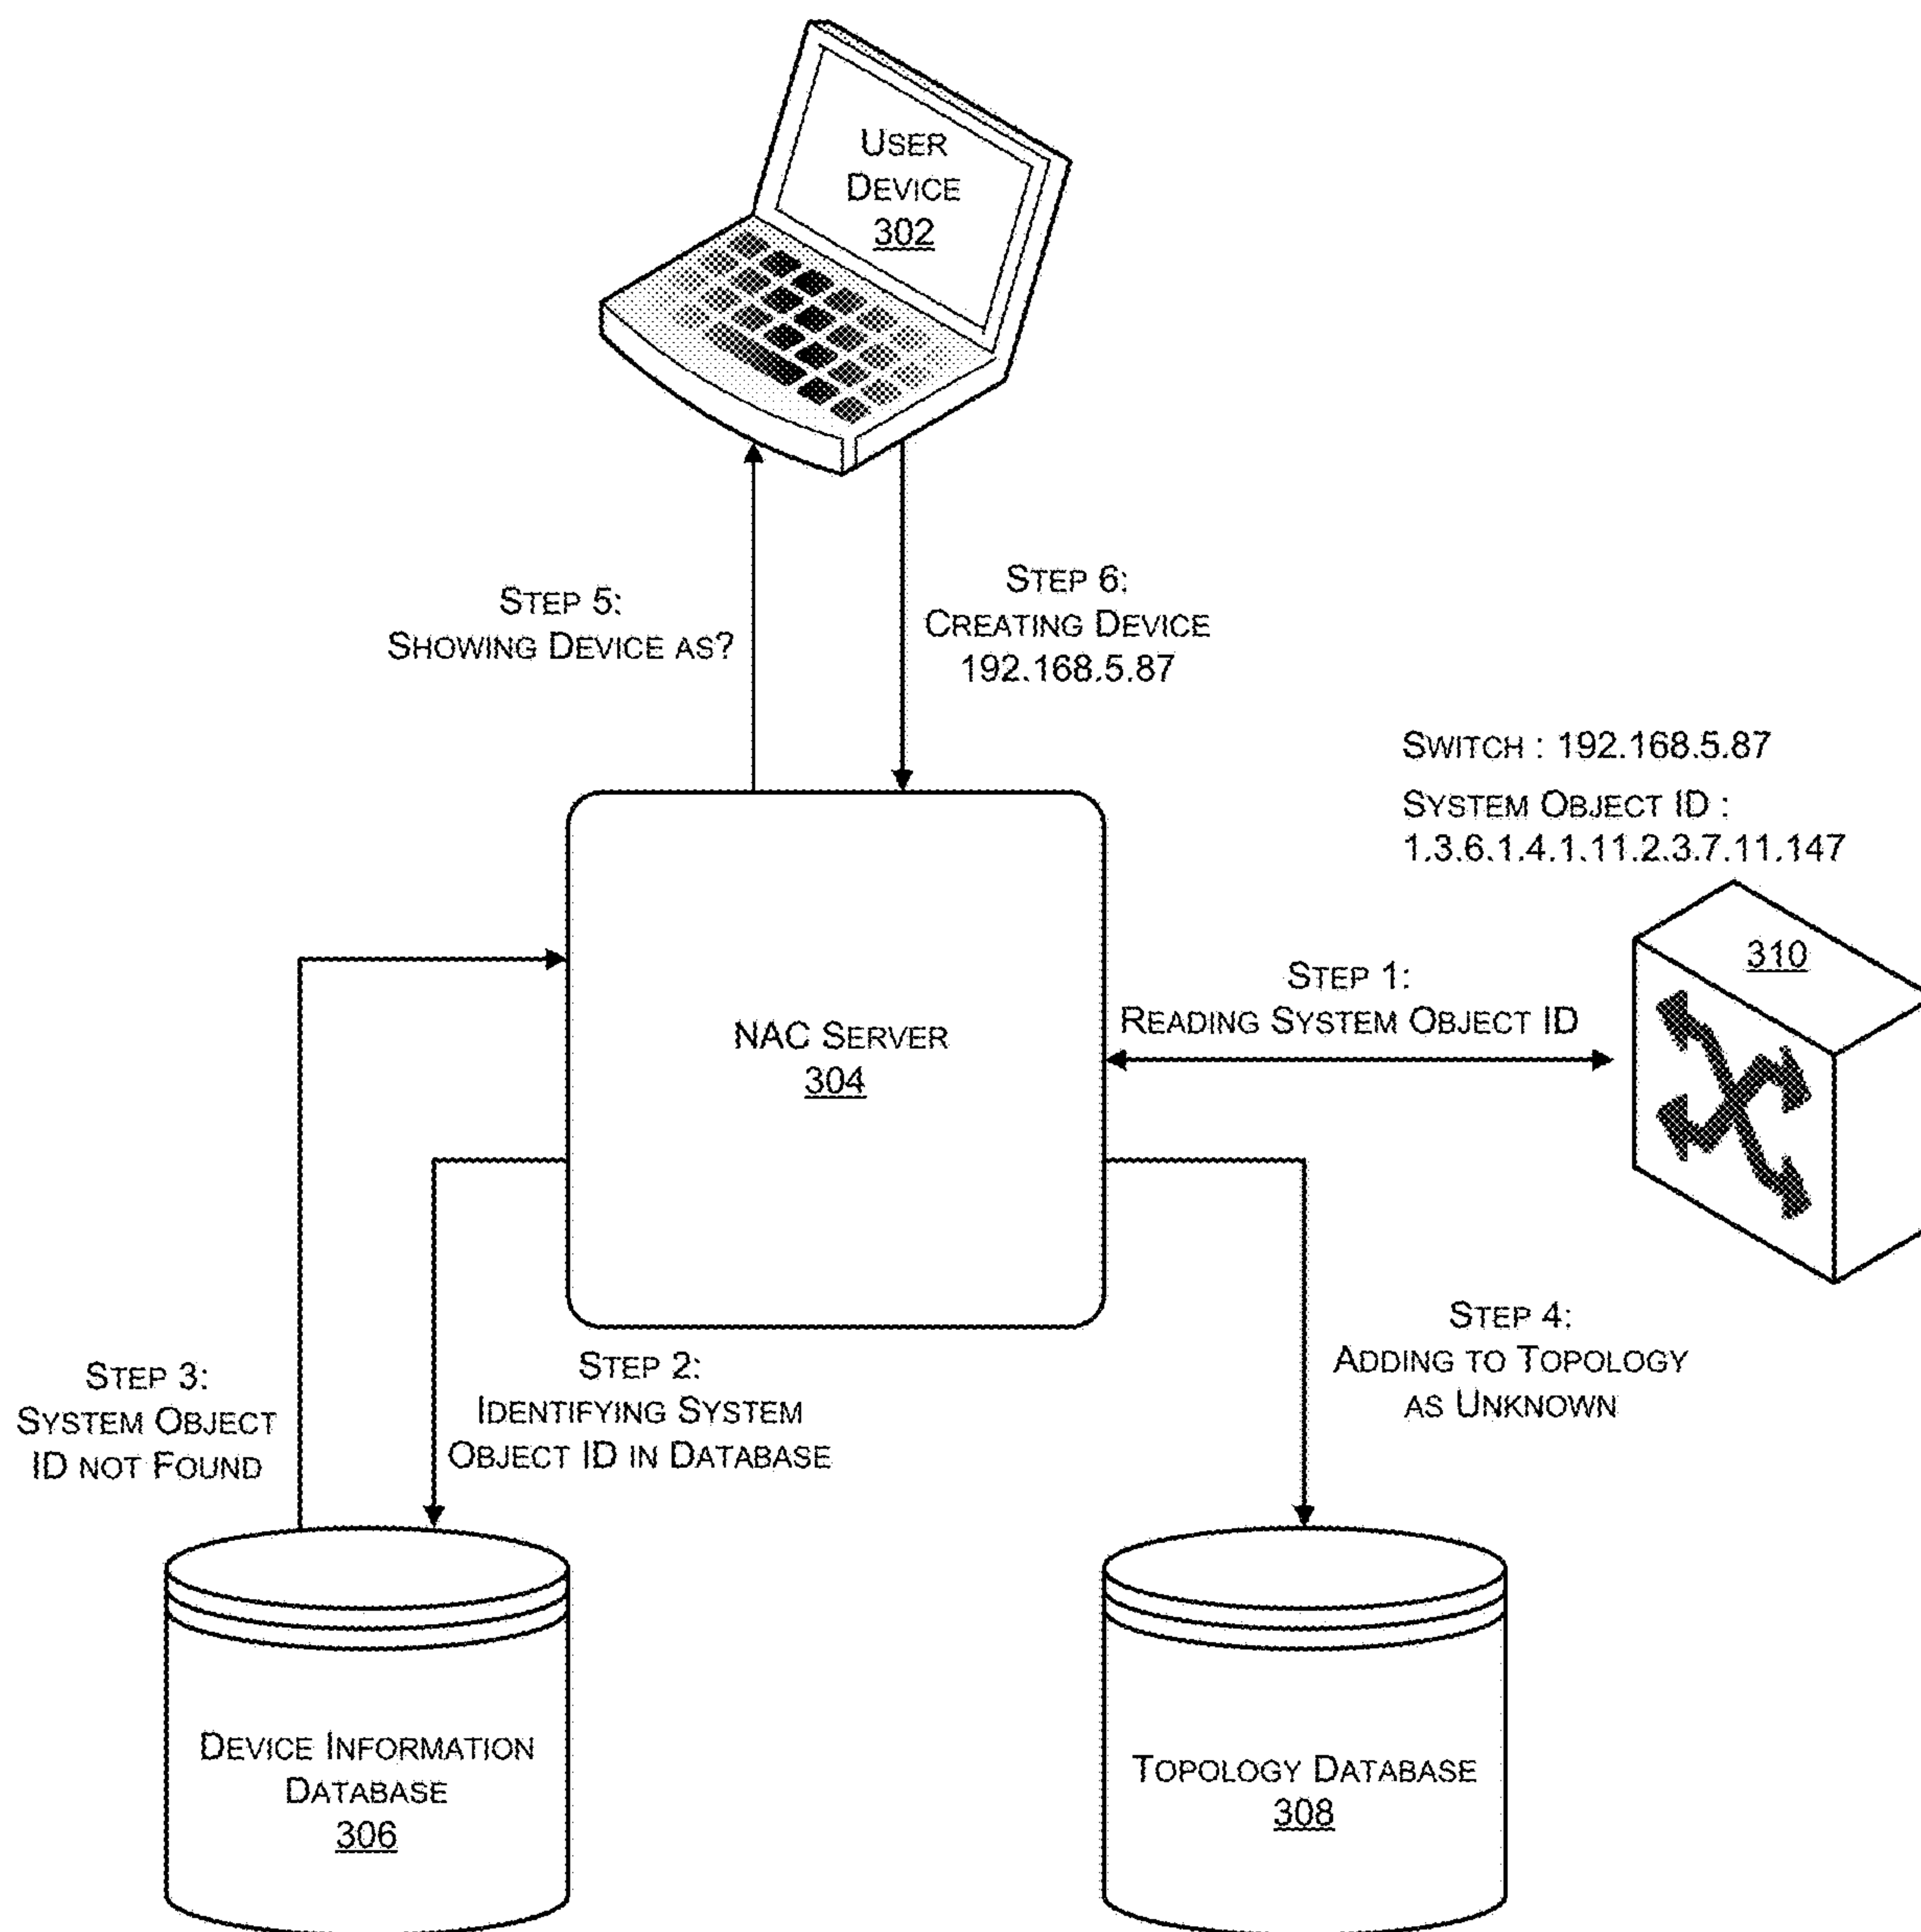 USER
DEVICE
302
STEP 5:
SHOWING DEVICE AS?
STEP 6:
CREATING DEVICE
192.168.5.87
SWITCH : 192.168.5.87
SYSTEM OBJECT ID :
1.3.6.1.4.1.11.2.3.7.11.147
310
STEP 1:
READING SYSTEM OBJECT ID
NAC SERVER
304
STEP 3:
SYSTEM OBJECT
ID NOT FOUND
STEP 2:
IDENTIFYING SYSTEM
OBJECT ID IN DATABASE
STEP 4:
ADDING TO TOPOLOGY
AS UNKNOWN
DEVICE INFORMATION
DATABASE
306
TOPOLOGY DATABASE
308